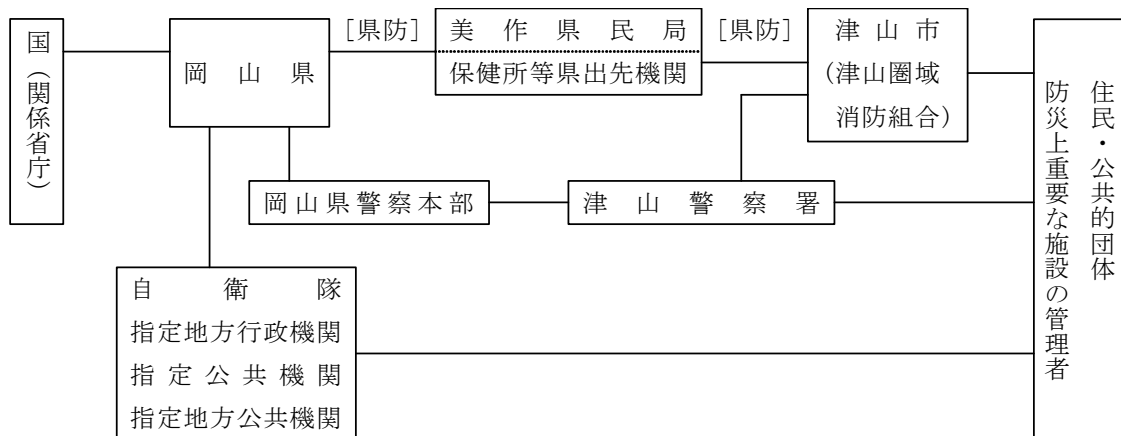 国（関係省庁）
岡山県
[県防]
美作県民局
保健所等県出先機関
[県防]
津山市
(津山圏域
消防組合)
住民・公共的団体
防災上重要な施設の管理者
岡山県警察本部
津山警察署
自衛隊
指定地方行政機関
指定公共機関
指定地方公共機関